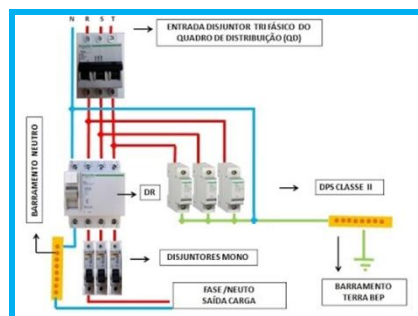 N R S T
ENTRADA DISJUNTOR TRIFÁSICO DO
QUADRO DE DISTRIBUIÇÃO (QD)
BARRAMENTO NEUTRO
DR
DPS CLASSE II
DISJUNTORES MONO
FASE /NEUTO
SAÍDA CARGA
BARRAMENTO
TERRA BEP